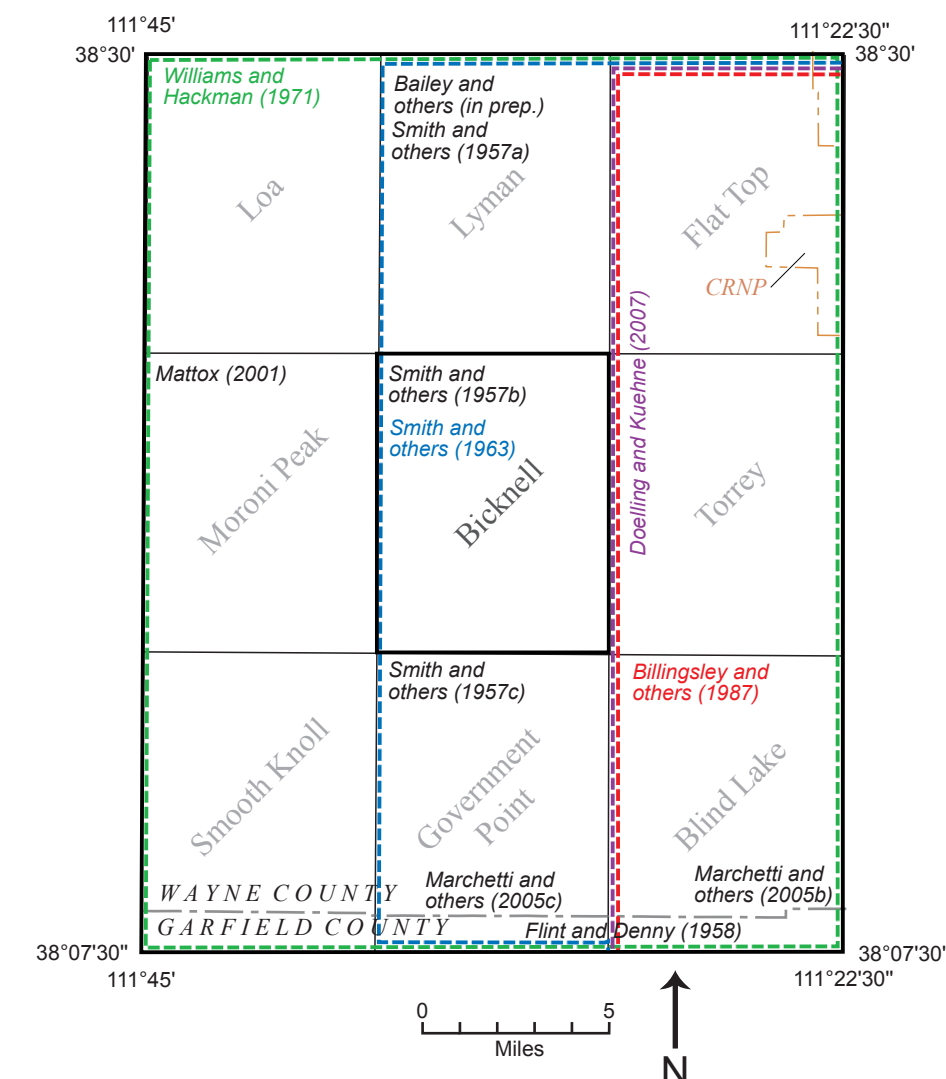 111°45'
111°22'30"
38°30'
38°30'
Williams and
Hackman (1971)
Bailey and
others (in prep.)
Smith and
others (1957a)
Loa
Lyman
Flat Top
CRNP
Doelling and Kuehne (2007)
Mattox (2001)
Smith and
others (1957b)
Smith and
others (1963)
Moroni Peak
Bicknell
Torrey
Smith and
others (1957c)
Billingsley and
others (1987)
Smooth Knoll
Government
Point
Blind Lake
Marchetti and
others (2005c)
Marchetti and
others (2005b)
WAYNE COUNTY
GARFIELD COUNTY
Flint and Denny (1958)
38°07'30"
38°07'30'
111°45'
111°22'30"
0 5
Miles
N